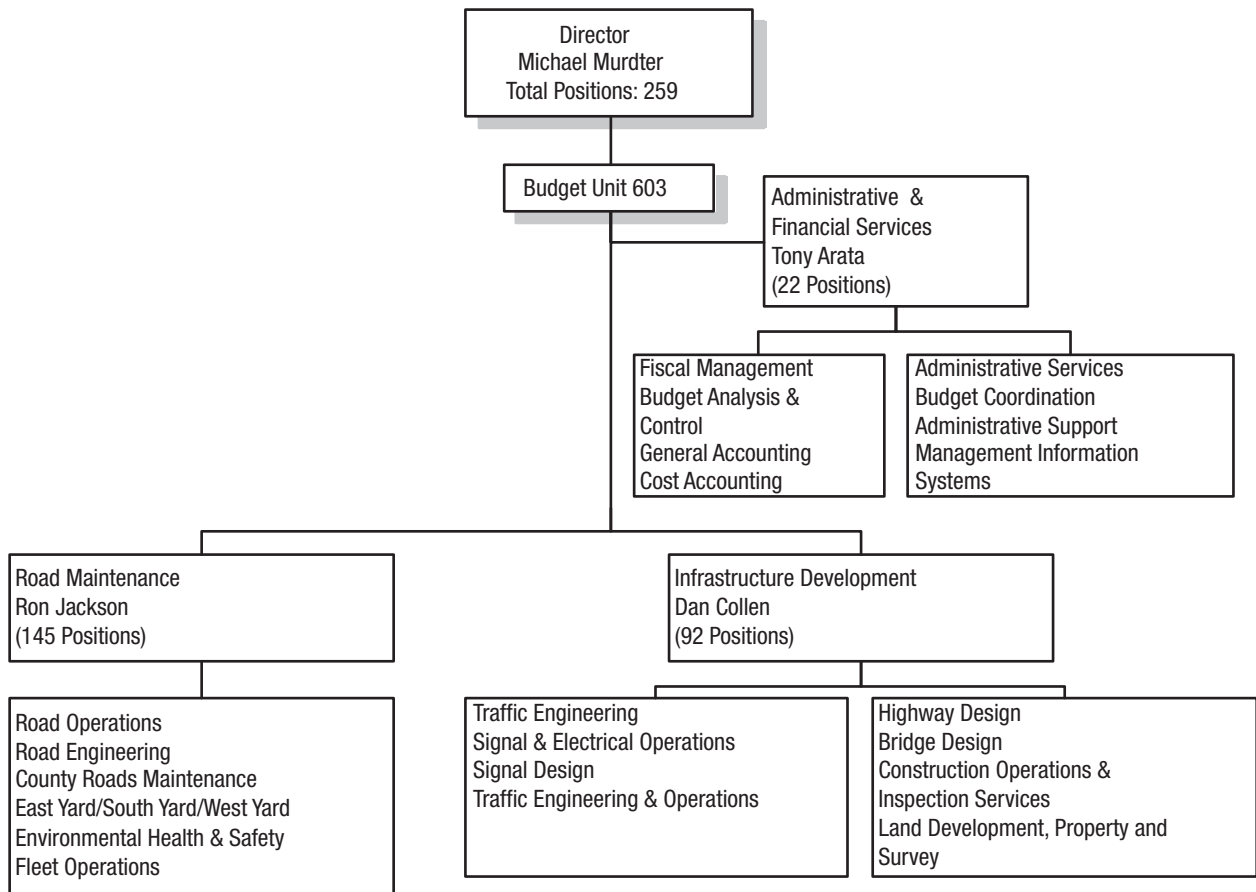 Director
Michael Murdter
Total Positions: 259
Budget Unit 603
Administrative &
Financial Services
Tony Arata
(22 Positions)
Fiscal Management
Budget Analysis &
Control
General Accounting
Cost Accounting
Administrative Services
Budget Coordination
Administrative Support
Management Information
Systems
Road Maintenance
Ron Jackson
(145 Positions)
Infrastructure Development
Dan Collen
(92 Positions)
Road Operations
Road Engineering
County Roads Maintenance
East Yard/South Yard/West Yard
Environmental Health & Safety
Fleet Operations
Traffic Engineering
Signal & Electrical Operations
Signal Design
Traffic Engineering & Operations
Highway Design
Bridge Design
Construction Operations &
Inspection Services
Land Development, Property and
Survey